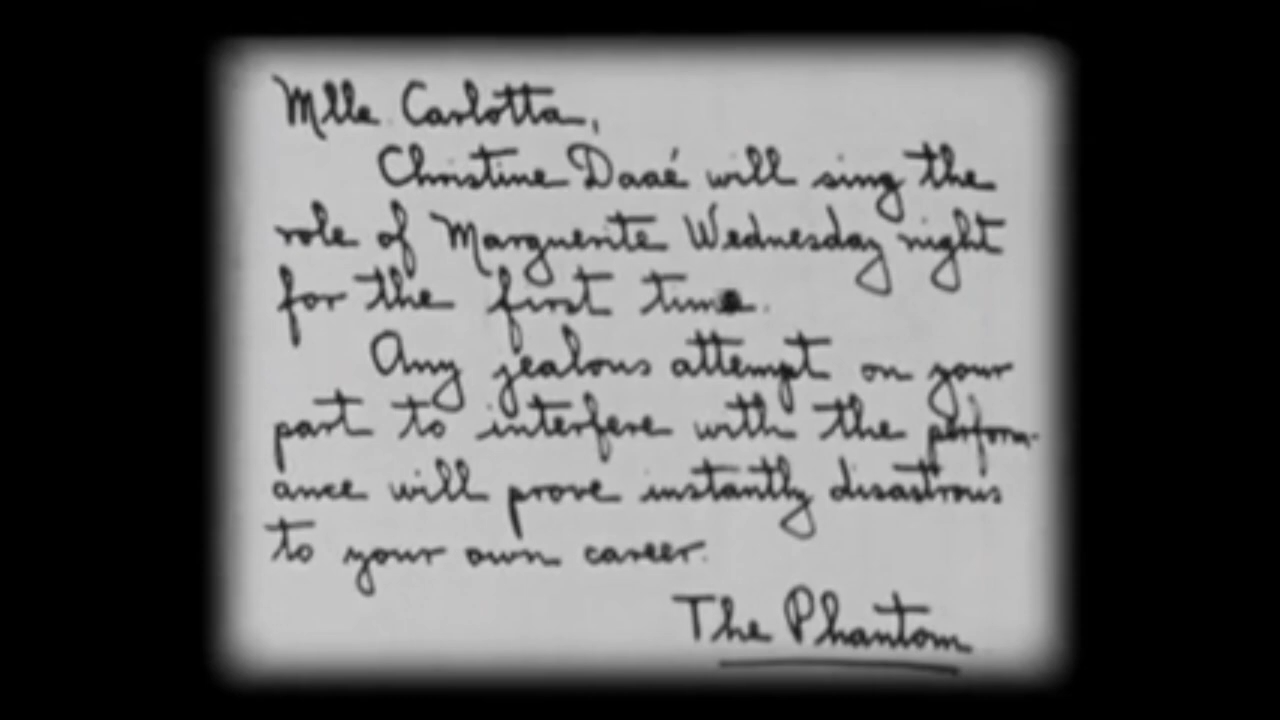 Mlle. Carlotta,
Christine Daaé will sing the
role of Marguerite Wednesday night
for the first time.
Any jealous attempt on your
part to interfere with the perform-
ance will prove instantly disastrous
to your own career.
The Phantom